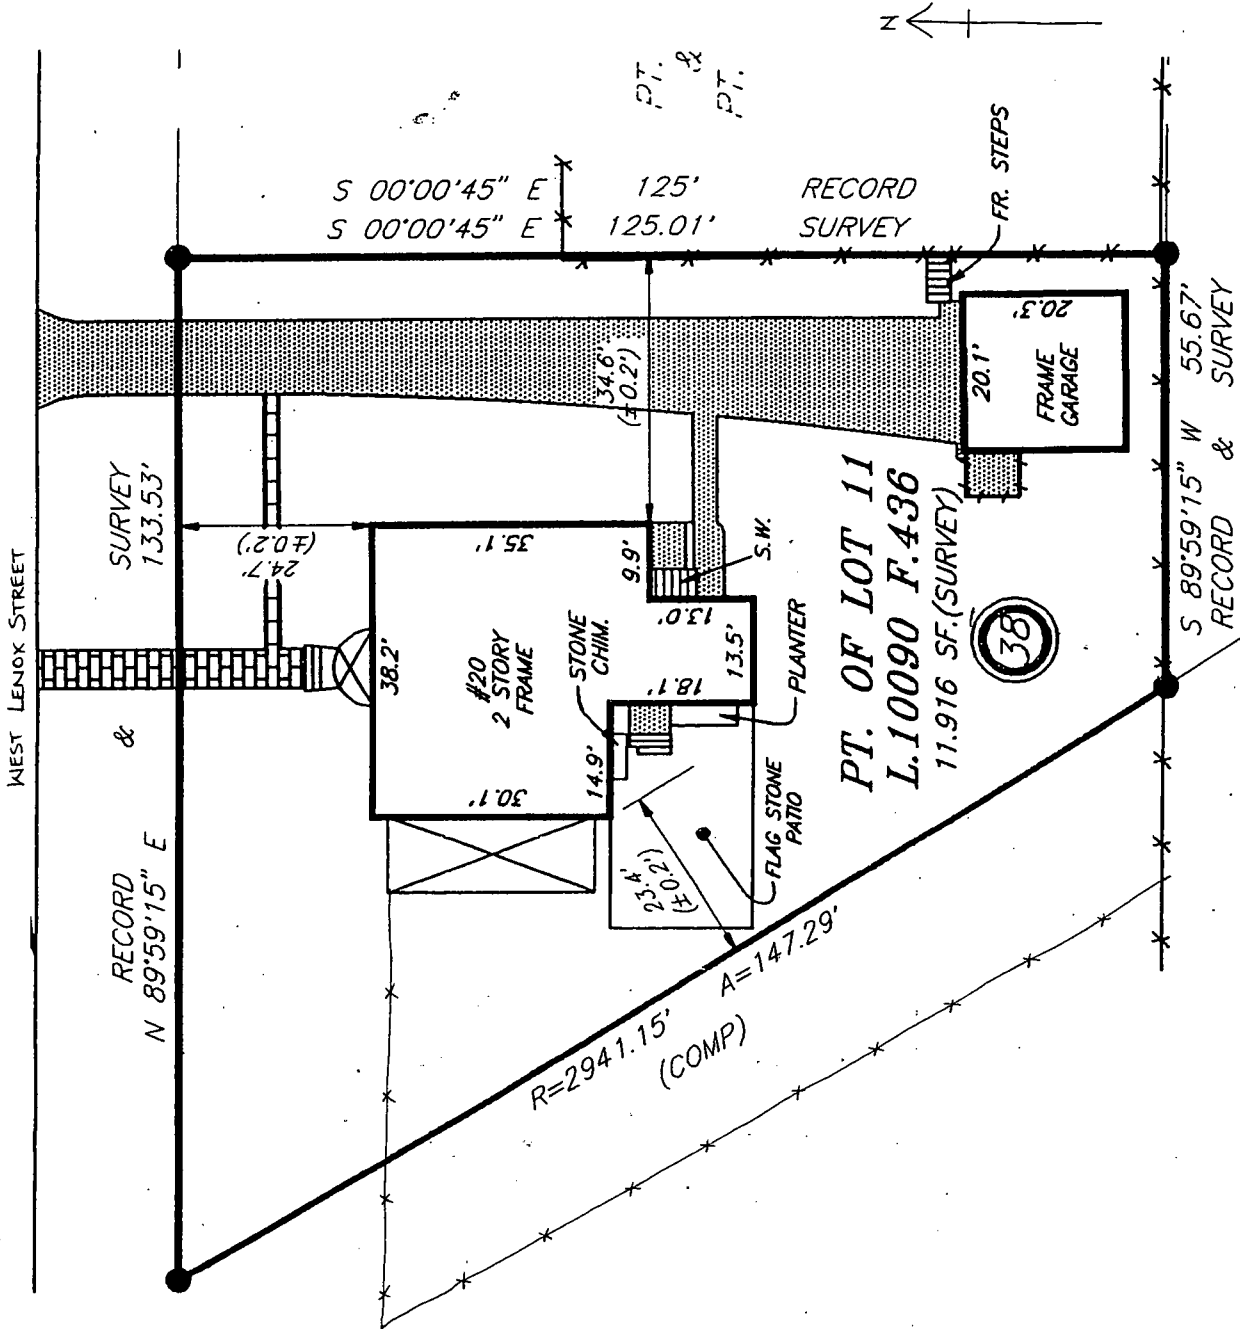 WEST LENOX STREET
N
PT.
&
PT.
S 00°00'45" E 125' RECORD
S 00°00'45" E 125.01' SURVEY
FR. STEPS
RECORD & SURVEY
N 89°59'15" E 133.53'
24.7'
(±0.2')
34.6'
(±0.2')
20.1'
20.3'
FRAME
GARAGE
38.2'
35.1'
9.9'
S.W.
13.0'
13.5'
18.1'
14.9'
30.1'
#20
2 STORY
FRAME
STONE
CHIM.
PLANTER
FLAG STONE
PATIO
23.4'
(±0.2')
PT. OF LOT 11
L.10090 F.436
11.916 SF.(SURVEY)
38
R=2941.15' A=147.29'
(COMP)
S 89°59'15" W 55.67'
RECORD & SURVEY